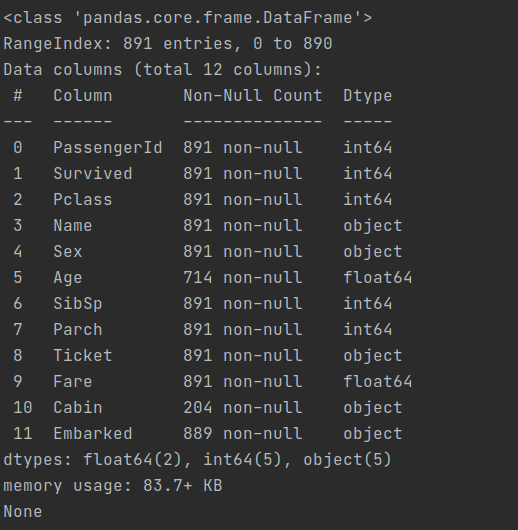 <class 'pandas.core.frame.DataFrame'>
RangeIndex: 891 entries, 0 to 890
Data columns (total 12 columns):
 #   Column       Non-Null Count  Dtype
---  ------       --------------  -----
 0   PassengerId  891 non-null    int64
 1   Survived     891 non-null    int64
 2   Pclass       891 non-null    int64
 3   Name         891 non-null    object
 4   Sex          891 non-null    object
 5   Age          714 non-null    float64
 6   SibSp        891 non-null    int64
 7   Parch        891 non-null    int64
 8   Ticket       891 non-null    object
 9   Fare         891 non-null    float64
 10  Cabin        204 non-null    object
 11  Embarked     889 non-null    object
dtypes: float64(2), int64(5), object(5)
memory usage: 83.7+ KB
None